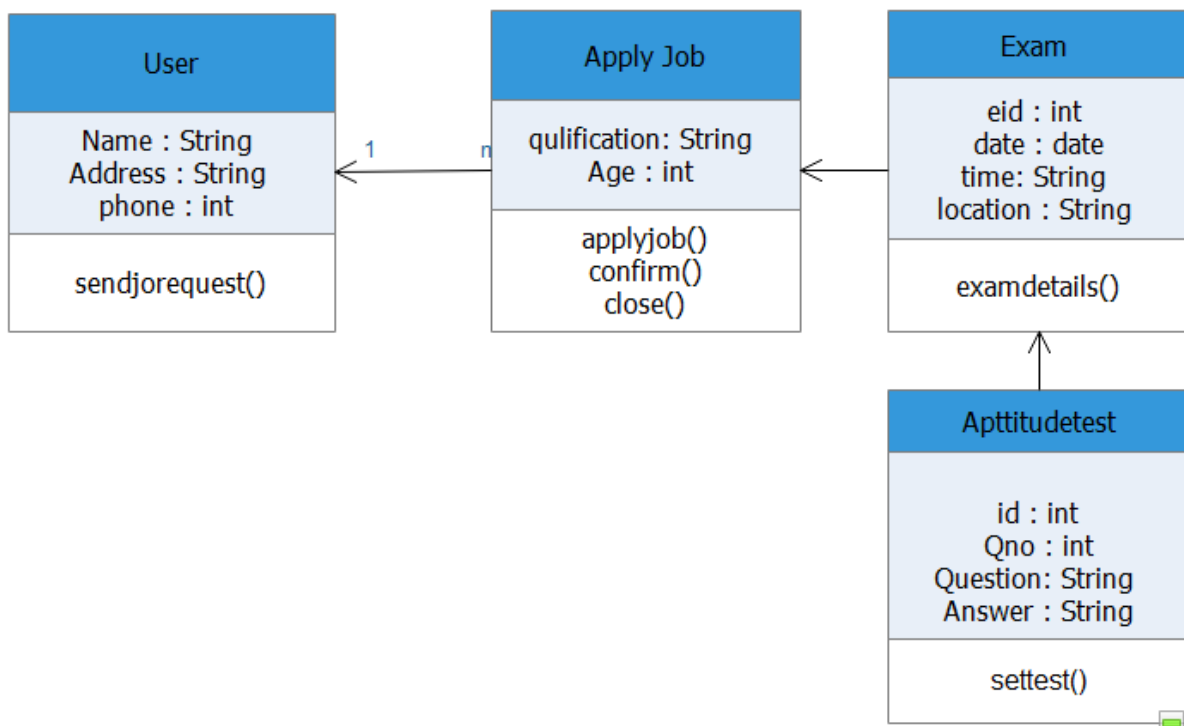 User
Name : String
Address : String
phone : int
sendjorequest()
1
n
Apply Job
qulification: String
Age : int
applyjob()
confirm()
close()
Exam
eid : int
date : date
time: String
location : String
examdetails()
Apttitudetest
id : int
Qno : int
Question: String
Answer : String
settest()